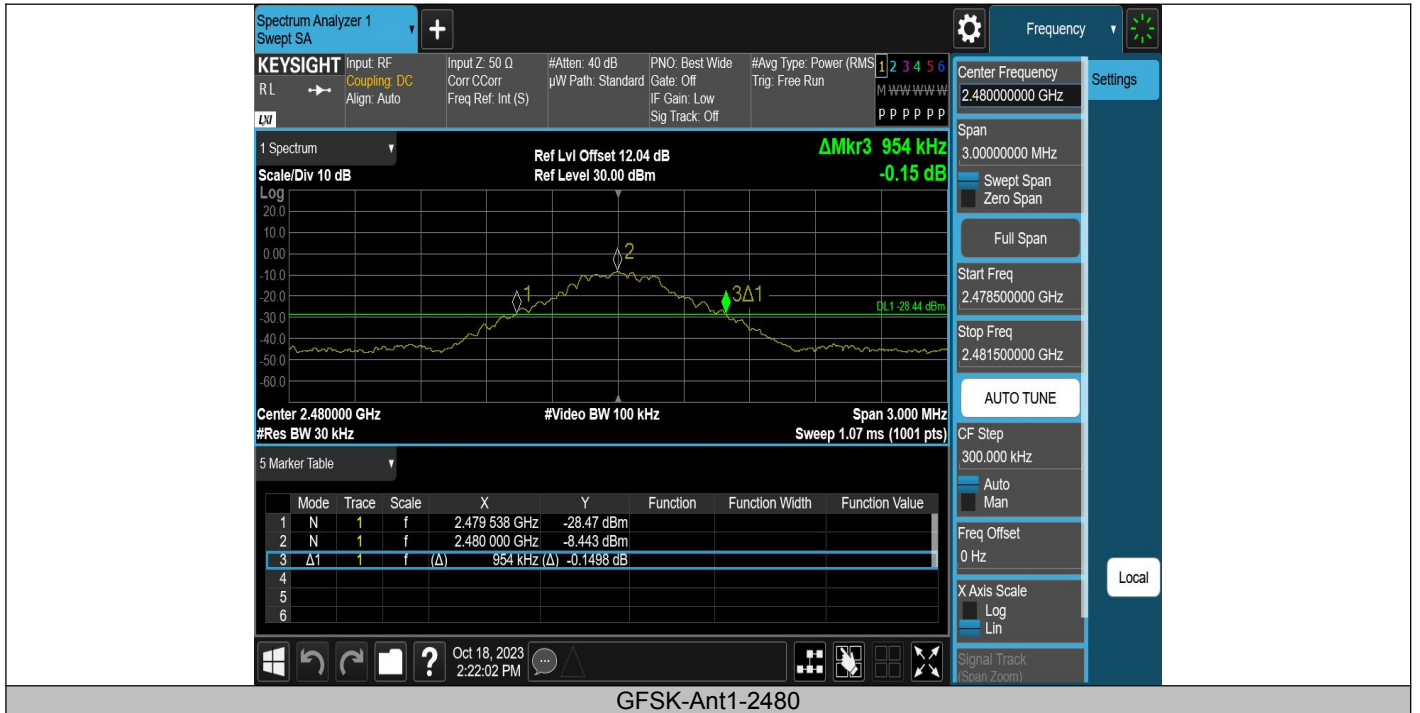 Spectrum Analyzer 1
Swept SA
Frequency
KEYSIGHT
RL
LXI
Input: RF
Coupling: DC
Align: Auto
Input Z: 50 Ω
Corr CCorr
Freq Ref: Int (S)
#Atten: 40 dB
µW Path: Standard
PNO: Best Wide
Gate: Off
IF Gain: Low
Sig Track: Off
#Avg Type: Power (RMS
Trig: Free Run
1 2 3 4 5 6
M W W W W W
P P P P P P
1 Spectrum
Scale/Div 10 dB
Ref Lvl Offset 12.04 dB
Ref Level 30.00 dBm
ΔMkr3 954 kHz
-0.15 dB
Log
20.0
10.0
0.00
-10.0
-20.0
-30.0
-40.0
-50.0
-60.0
1
2
3Δ1
DL1 -28.44 dBm
Center 2.480000 GHz
#Video BW 100 kHz
Span 3.000 MHz
#Res BW 30 kHz
Sweep 1.07 ms (1001 pts)
5 Marker Table
Mode Trace Scale X Y Function Function Width Function Value
1 N 1 f 2.479 538 GHz -28.47 dBm
2 N 1 f 2.480 000 GHz -8.443 dBm
3 Δ1 1 f (Δ) 954 kHz (Δ) -0.1498 dB
4
5
6
Oct 18, 2023
2:22:02 PM
Center Frequency
2.480000000 GHz
Settings
Span
3.00000000 MHz
Swept Span
Zero Span
Full Span
Start Freq
2.478500000 GHz
Stop Freq
2.481500000 GHz
AUTO TUNE
CF Step
300.000 kHz
Auto
Man
Freq Offset
0 Hz
Local
X Axis Scale
Log
Lin
Signal Track
(Span Zoom)
GFSK-Ant1-2480